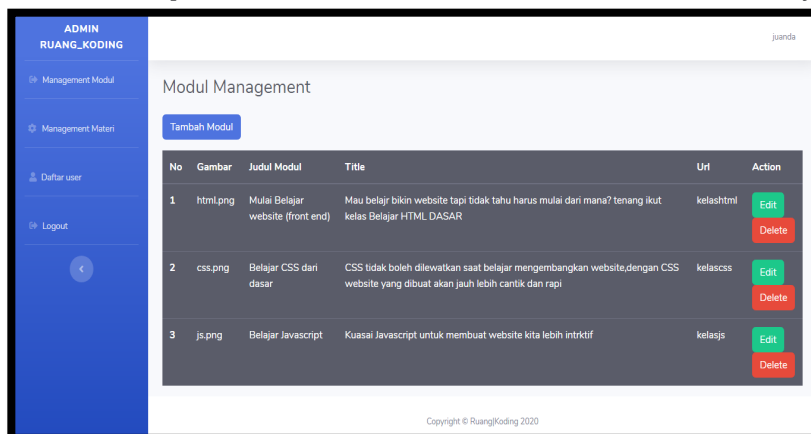 ADMIN
RUANG_KODING
juanda
Management Modul
Management Materi
Daftar user
Logout
Modul Management
Tambah Modul
No Gambar Judul Modul Title Url Action
1 html.png Mulai Belajar Mau belajr bikin website tapi tidak tahu harus mulai dari mana? tenang ikut kelashtml Edit
website (front end) kelas Belajar HTML DASAR
Delete
2 css.png Belajar CSS dari CSS tidak boleh dilewatkan saat belajar mengembangkan website,dengan CSS kelascss Edit
dasar website yang dibuat akan jauh lebih cantik dan rapi
Delete
3 js.png Belajar Javascript Kuasai Javascript untuk membuat website kita lebih intrktif kelasjs Edit
Delete
Copyright © Ruang|Koding 2020